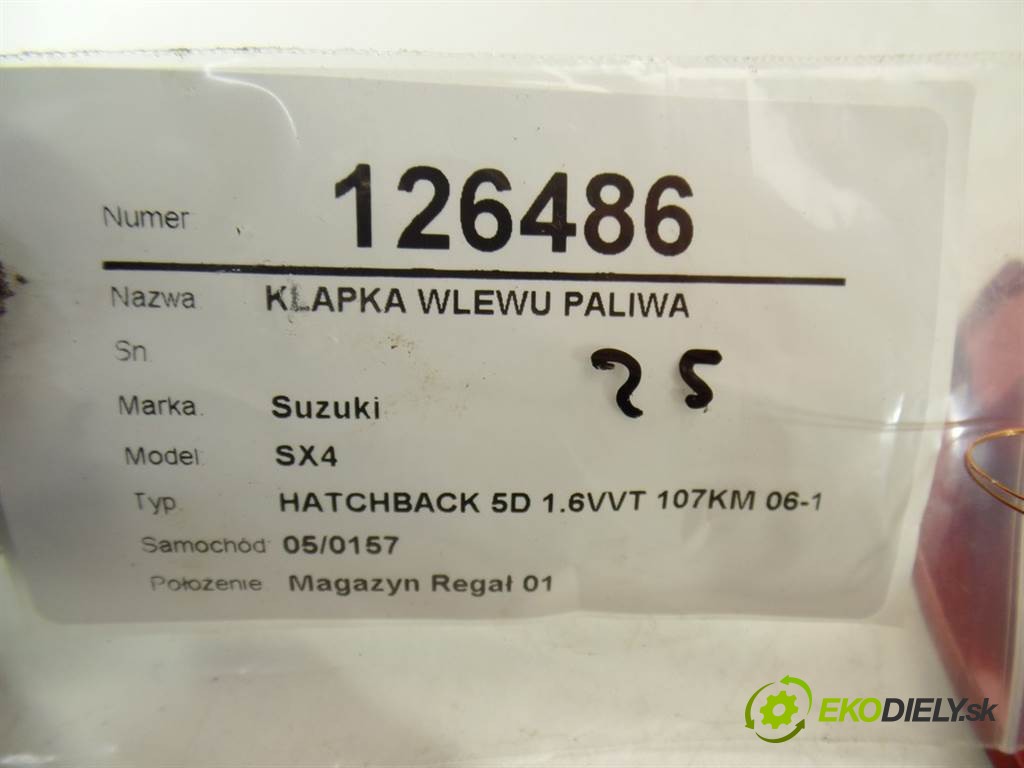 Numer 126486
Nazwa KLAPKA WLEWU PALIWA
Sn.
25
Marka. Suzuki
Model: SX4
Typ. HATCHBACK 5D 1.6VVT 107KM 06-1
Samochód: 05/0157
Położenie Magazyn Regał 01
EKODIELY.sk